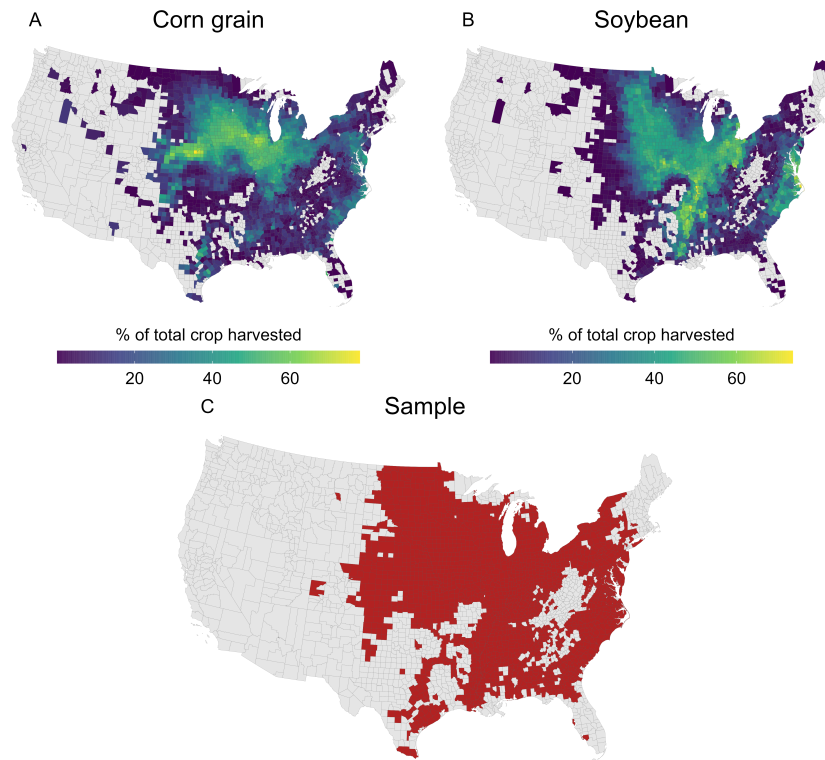 A Corn grain
B Soybean
% of total crop harvested
20 40 60
% of total crop harvested
20 40 60
C Sample